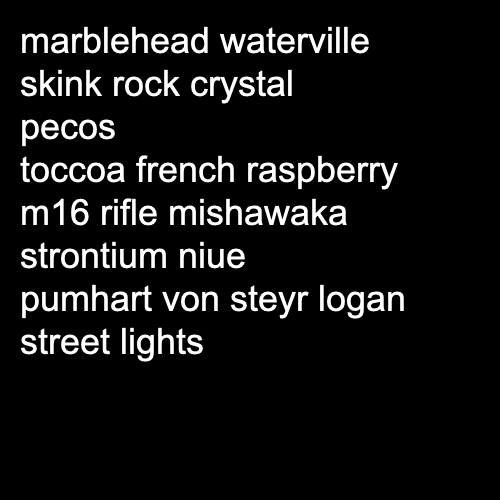 marblehead waterville
skink rock crystal
pecos
toccoa french raspberry
m16 rifle mishawaka
strontium niue
pumhart von steyr logan
street lights